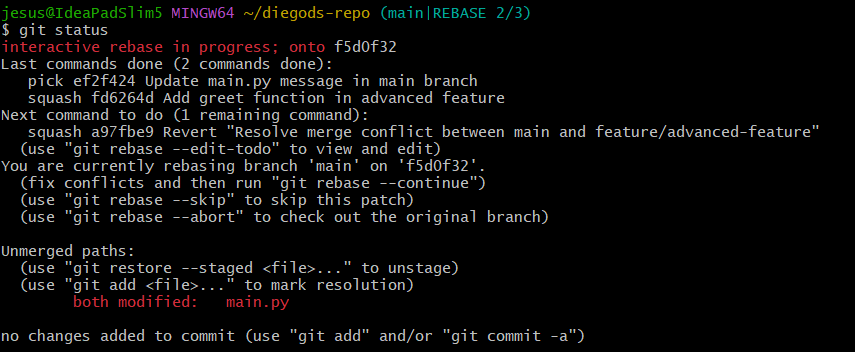 jesus@IdeaPadSlim5 MINGW64 ~/diegods-repo (main|REBASE 2/3)
$ git status
interactive rebase in progress; onto f5d0f32
Last commands done (2 commands done):
   pick ef2f424 Update main.py message in main branch
   squash fd6264d Add greet function in advanced feature
Next command to do (1 remaining command):
   squash a97fbe9 Revert "Resolve merge conflict between main and feature/advanced-feature"
  (use "git rebase --edit-todo" to view and edit)
You are currently rebasing branch 'main' on 'f5d0f32'.
  (fix conflicts and then run "git rebase --continue")
  (use "git rebase --skip" to skip this patch)
  (use "git rebase --abort" to check out the original branch)

Unmerged paths:
  (use "git restore --staged <file>..." to unstage)
  (use "git add <file>..." to mark resolution)
        both modified:   main.py

no changes added to commit (use "git add" and/or "git commit -a")